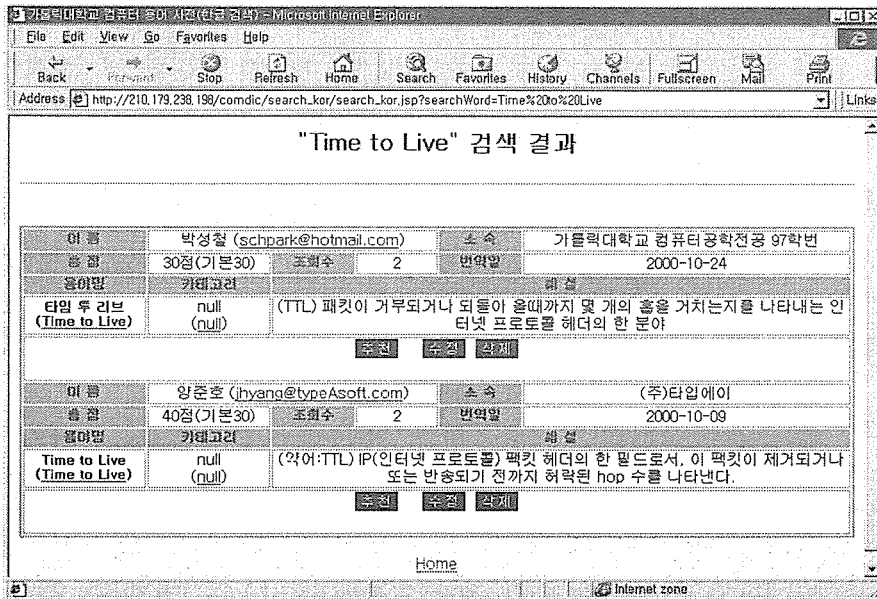 가톨릭대학교 컴퓨터 용어 사전(한글 검색) - Microsoft Internet Explorer
File Edit View Go Favorites Help
Back Forward Stop Refresh Home Search Favorites History Channels Fullscreen Mail Print
Address http://210.179.238.198/comdic/search_kor/search_kor.jsp?searchWord=Time%20to%20Live Links
"Time to Live" 검색 결과
이 름 박성철 (schpark@hotmail.com) 소 속 가톨릭대학교 컴퓨터공학전공 97학번
총 점 30점(기본30) 조회수 2 번역일 2000-10-24
용어명 카테고리 해 설
타임 투 리브 null (TTL) 패킷이 거부되거나 되돌아 올때까지 몇 개의 홉을 거치는지를 나타내는 인
(Time to Live) (null) 터넷 프로토콜 헤더의 한 분야
추천 수정 삭제
이 름 양준호 (jhyang@typeAsoft.com) 소 속 (주)타입에이
총 점 40점(기본30) 조회수 2 번역일 2000-10-09
용어명 카테고리 해 설
Time to Live null (약어:TTL) IP(인터넷 프로토콜) 팩킷 헤더의 한 필드로서, 이 팩킷이 제거되거나
(Time to Live) (null) 또는 반송되기 전까지 허락된 hop 수를 나타낸다.
추천 수정 삭제
Home
Internet zone